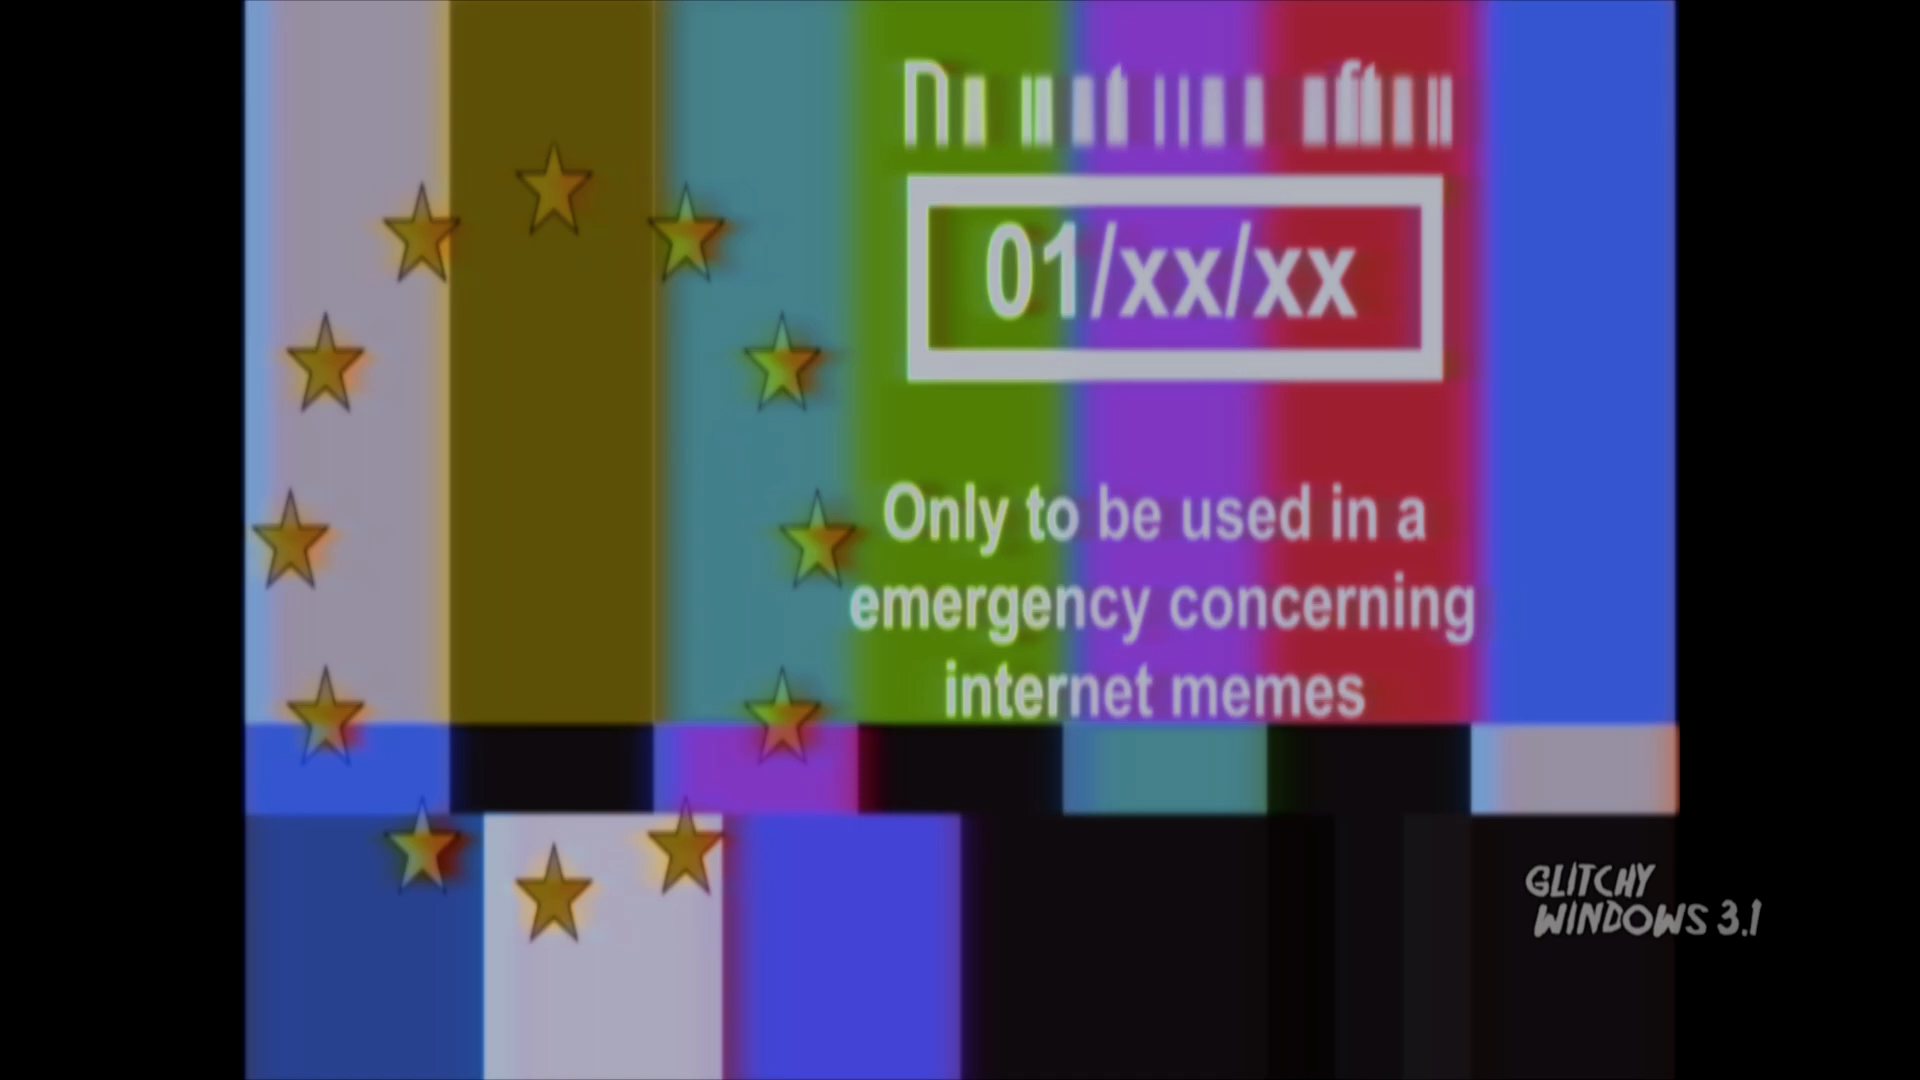 01/xx/xx
Only to be used in a
emergency concerning
internet memes
GLITCHY
WINDOWS 3.1